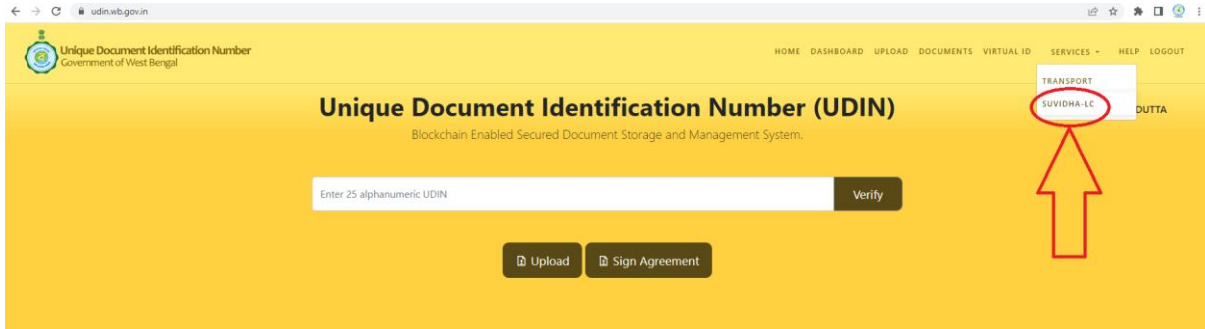 udin.wb.gov.in
Unique Document Identification Number
Government of West Bengal
HOME DASHBOARD UPLOAD DOCUMENTS VIRTUAL ID SERVICES HELP LOGOUT
TRANSPORT
SUVIDHA-LC
DUTTA
Unique Document Identification Number (UDIN)
Blockchain Enabled Secured Document Storage and Management System.
Enter 25 alphanumeric UDIN
Verify
Upload
Sign Agreement